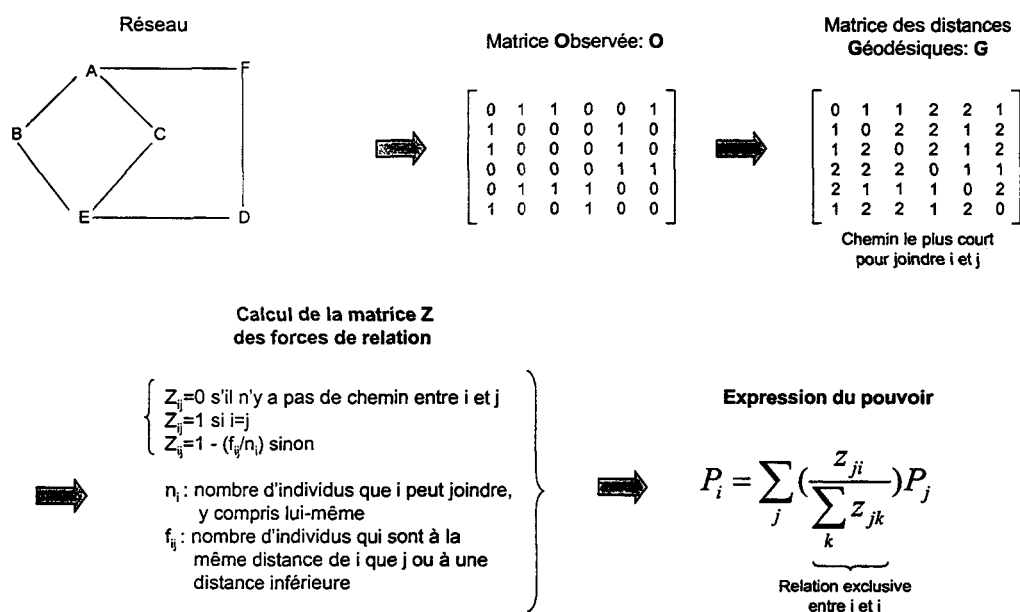 Réseau
Matrice Observée: O
Matrice des distances
Géodésiques: G
A
F
B
C
E
D
0 1 1 0 0 1
1 0 0 0 1 0
1 0 0 0 1 0
0 0 0 0 1 1
0 1 1 1 0 0
1 0 0 1 0 0
0 1 1 2 2 1
1 0 2 2 1 2
1 2 0 2 1 2
2 2 2 0 1 1
2 1 1 1 0 2
1 2 2 1 2 0
Chemin le plus court
pour joindre i et j
Calcul de la matrice Z
des forces de relation
Z_ij=0 s'il n'y a pas de chemin entre i et j
Z_ij=1 si i=j
Z_ij=1 - (f_ij/n_i) sinon
n_i : nombre d'individus que i peut joindre,
y compris lui-même
f_ij : nombre d'individus qui sont à la
même distance de i que j ou à une
distance inférieure
Expression du pouvoir
P_i = ∑_j (z_ji / ∑_k z_jk) P_j
Relation exclusive
entre j et i